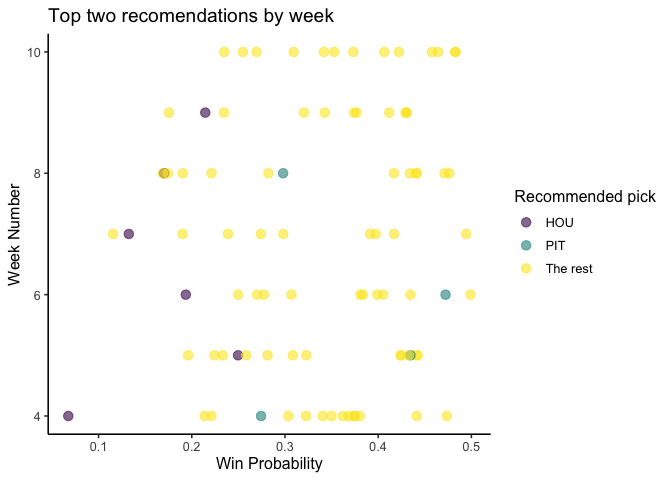 Top two recomendations by week
10
8
6
4
Week Number
0.1 0.2 0.3 0.4 0.5
Win Probability
Recommended pick
HOU
PIT
The rest